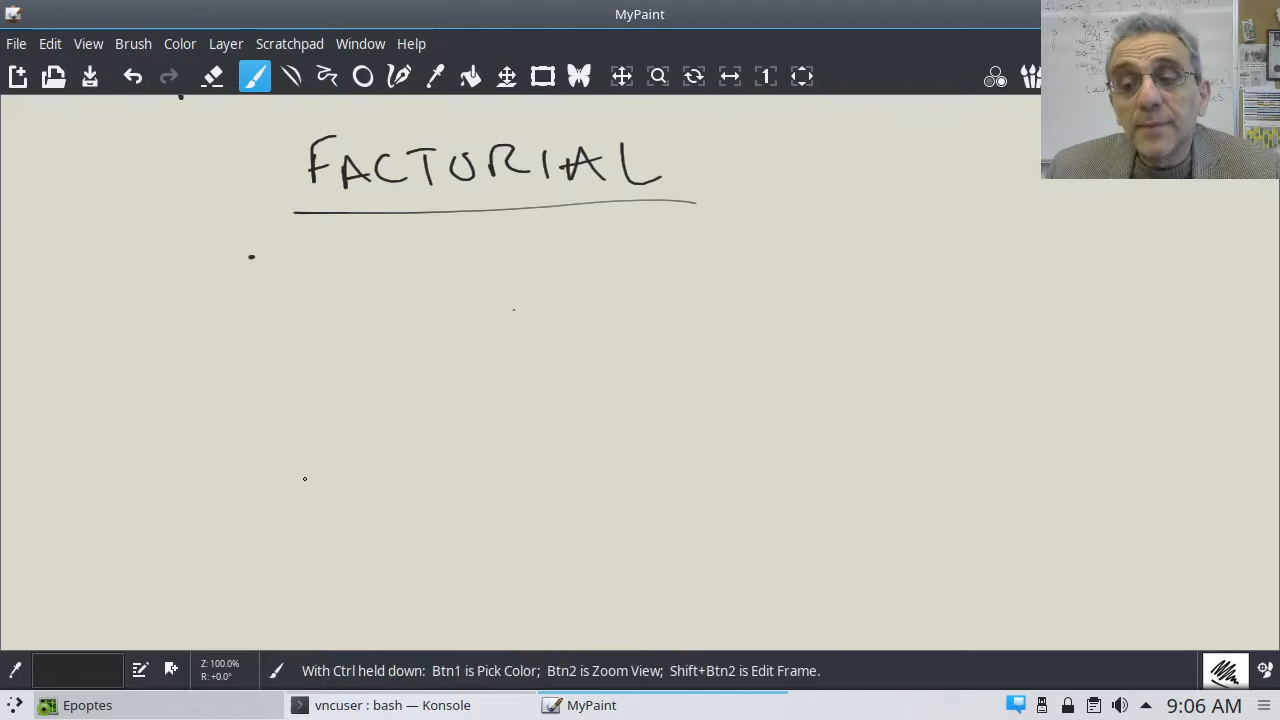 MyPaint
File Edit View Brush Color Layer Scratchpad Window Help
FACTORIAL
Z: 100.0%
R: +0.0°
With Ctrl held down: Btn1 is Pick Color; Btn2 is Zoom View; Shift+Btn2 is Edit Frame.
Epoptes
vncuser : bash — Konsole
MyPaint
9:06 AM